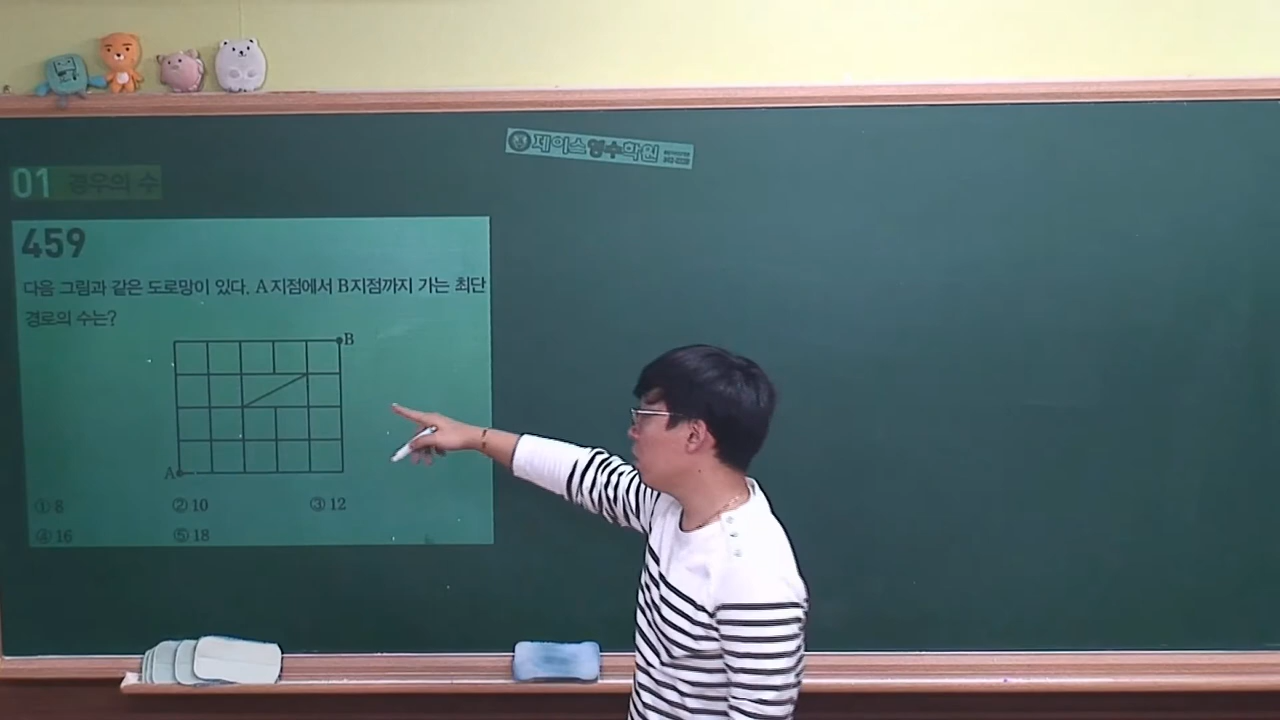 제이스영수학원
01 경우의 수
459
다음 그림과 같은 도로망이 있다. A지점에서 B지점까지 가는 최단
경로의 수는?
B
A
① 8 ② 10 ③ 12
④ 16 ⑤ 18